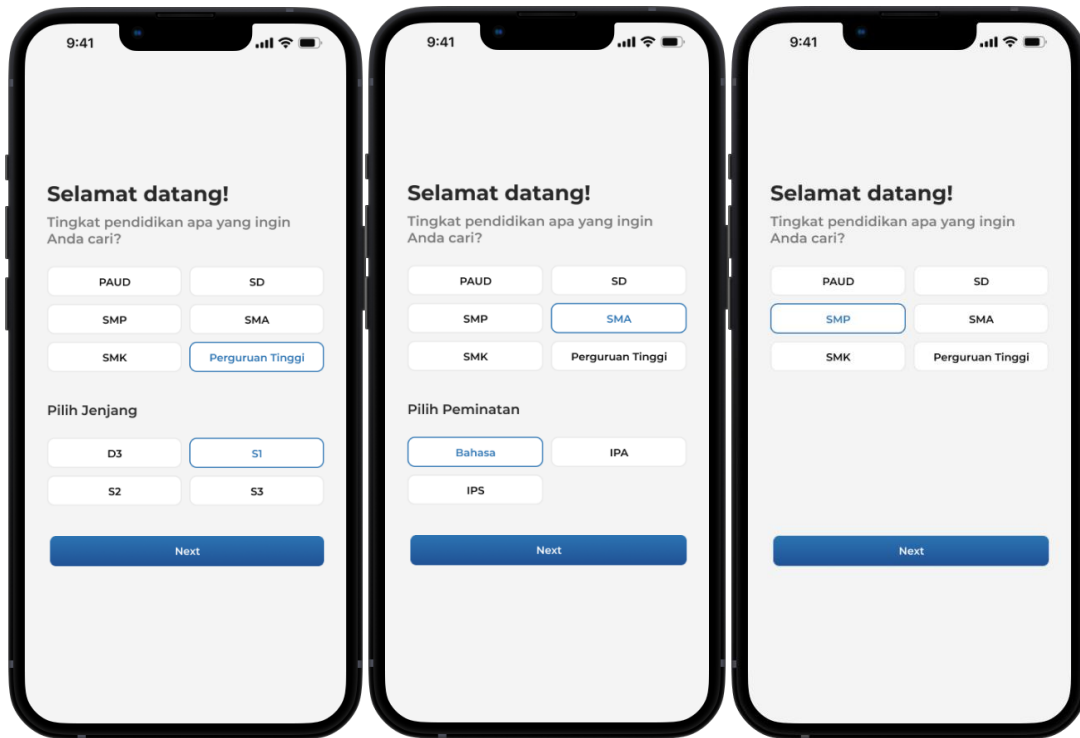 9:41
Selamat datang!
Tingkat pendidikan apa yang ingin
Anda cari?
PAUD
SD
SMP
SMA
SMK
Perguruan Tinggi
Pilih Jenjang
D3
S1
S2
S3
Next
9:41
Selamat datang!
Tingkat pendidikan apa yang ingin
Anda cari?
PAUD
SD
SMP
SMA
SMK
Perguruan Tinggi
Pilih Peminatan
Bahasa
IPA
IPS
Next
9:41
Selamat datang!
Tingkat pendidikan apa yang ingin
Anda cari?
PAUD
SD
SMP
SMA
SMK
Perguruan Tinggi
Next